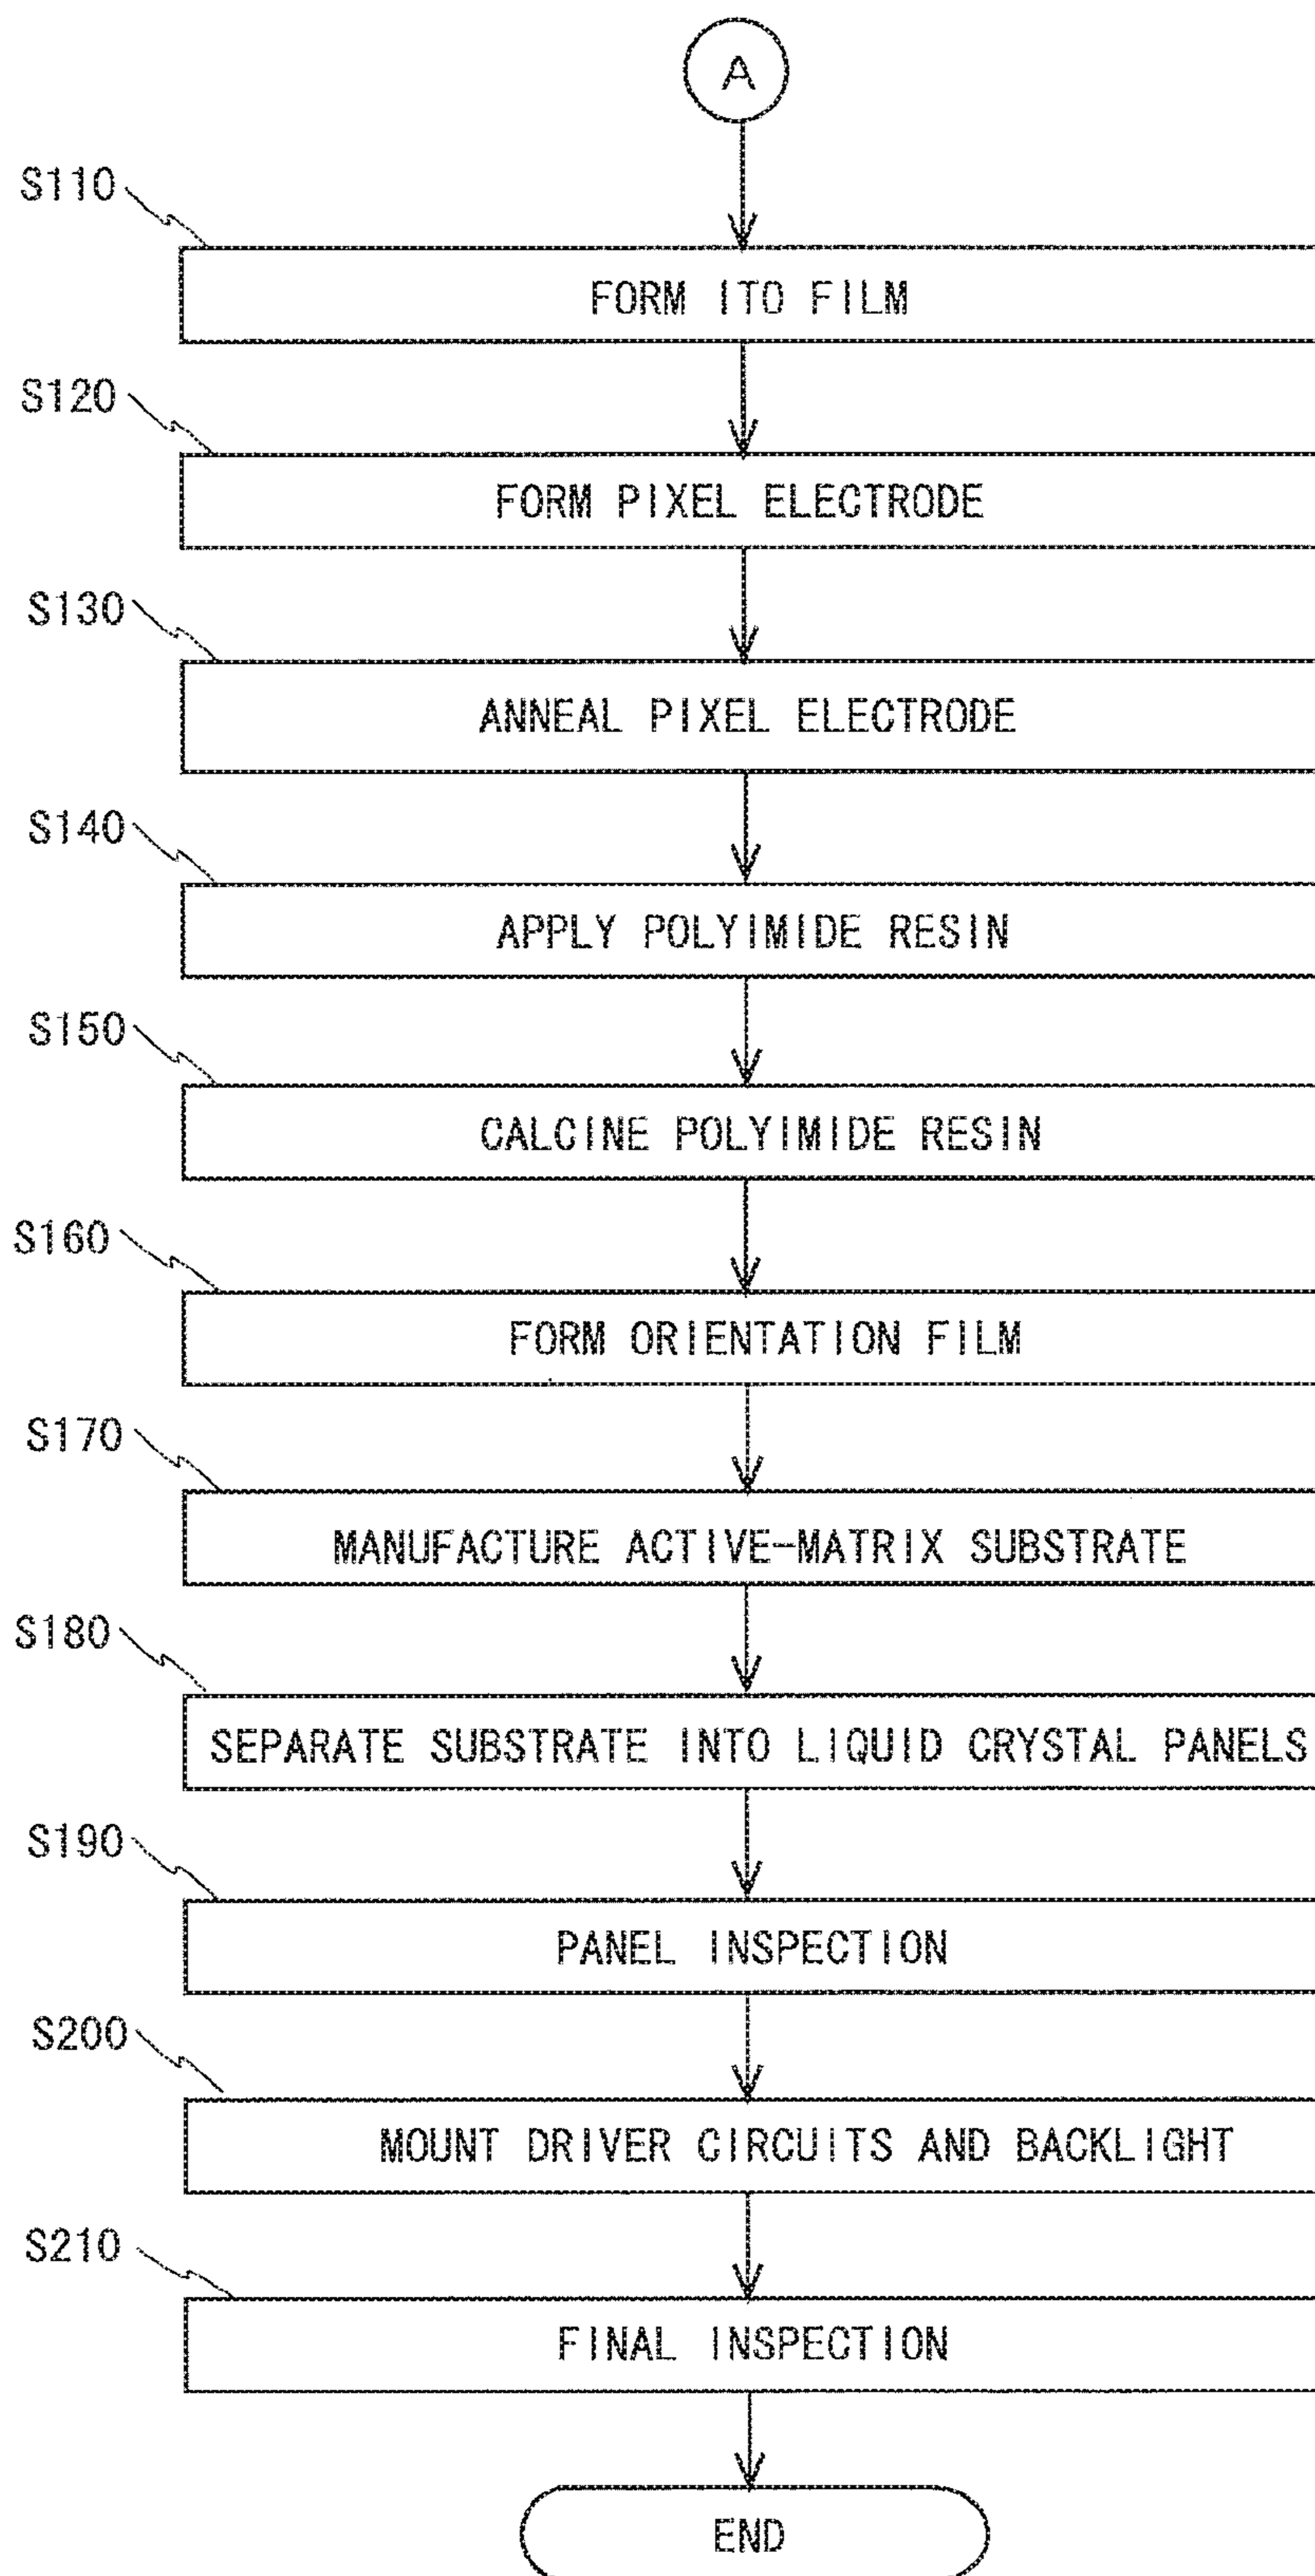 A
S110
FORM ITO FILM
S120
FORM PIXEL ELECTRODE
S130
ANNEAL PIXEL ELECTRODE
S140
APPLY POLYIMIDE RESIN
S150
CALCINE POLYIMIDE RESIN
S160
FORM ORIENTATION FILM
S170
MANUFACTURE ACTIVE-MATRIX SUBSTRATE
S180
SEPARATE SUBSTRATE INTO LIQUID CRYSTAL PANELS
S190
PANEL INSPECTION
S200
MOUNT DRIVER CIRCUITS AND BACKLIGHT
S210
FINAL INSPECTION
END